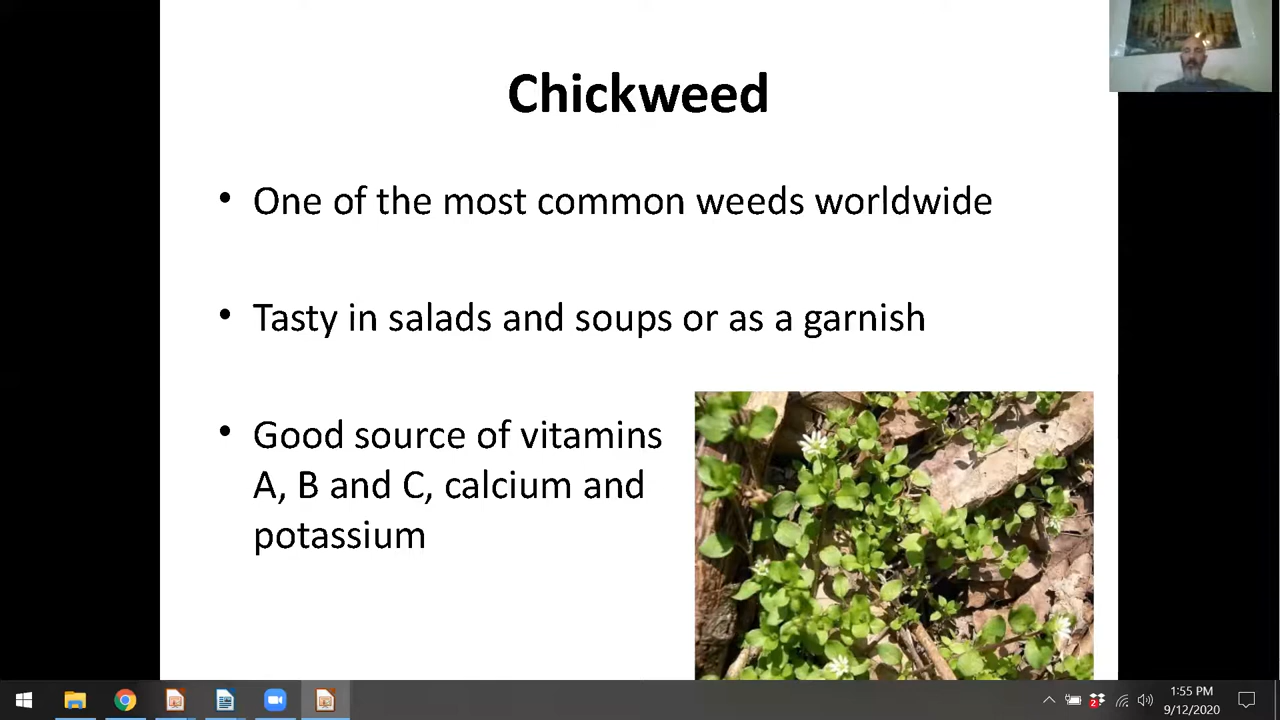 Chickweed
• One of the most common weeds worldwide
• Tasty in salads and soups or as a garnish
• Good source of vitamins
A, B and C, calcium and
potassium
2
1:55 PM
9/12/2020